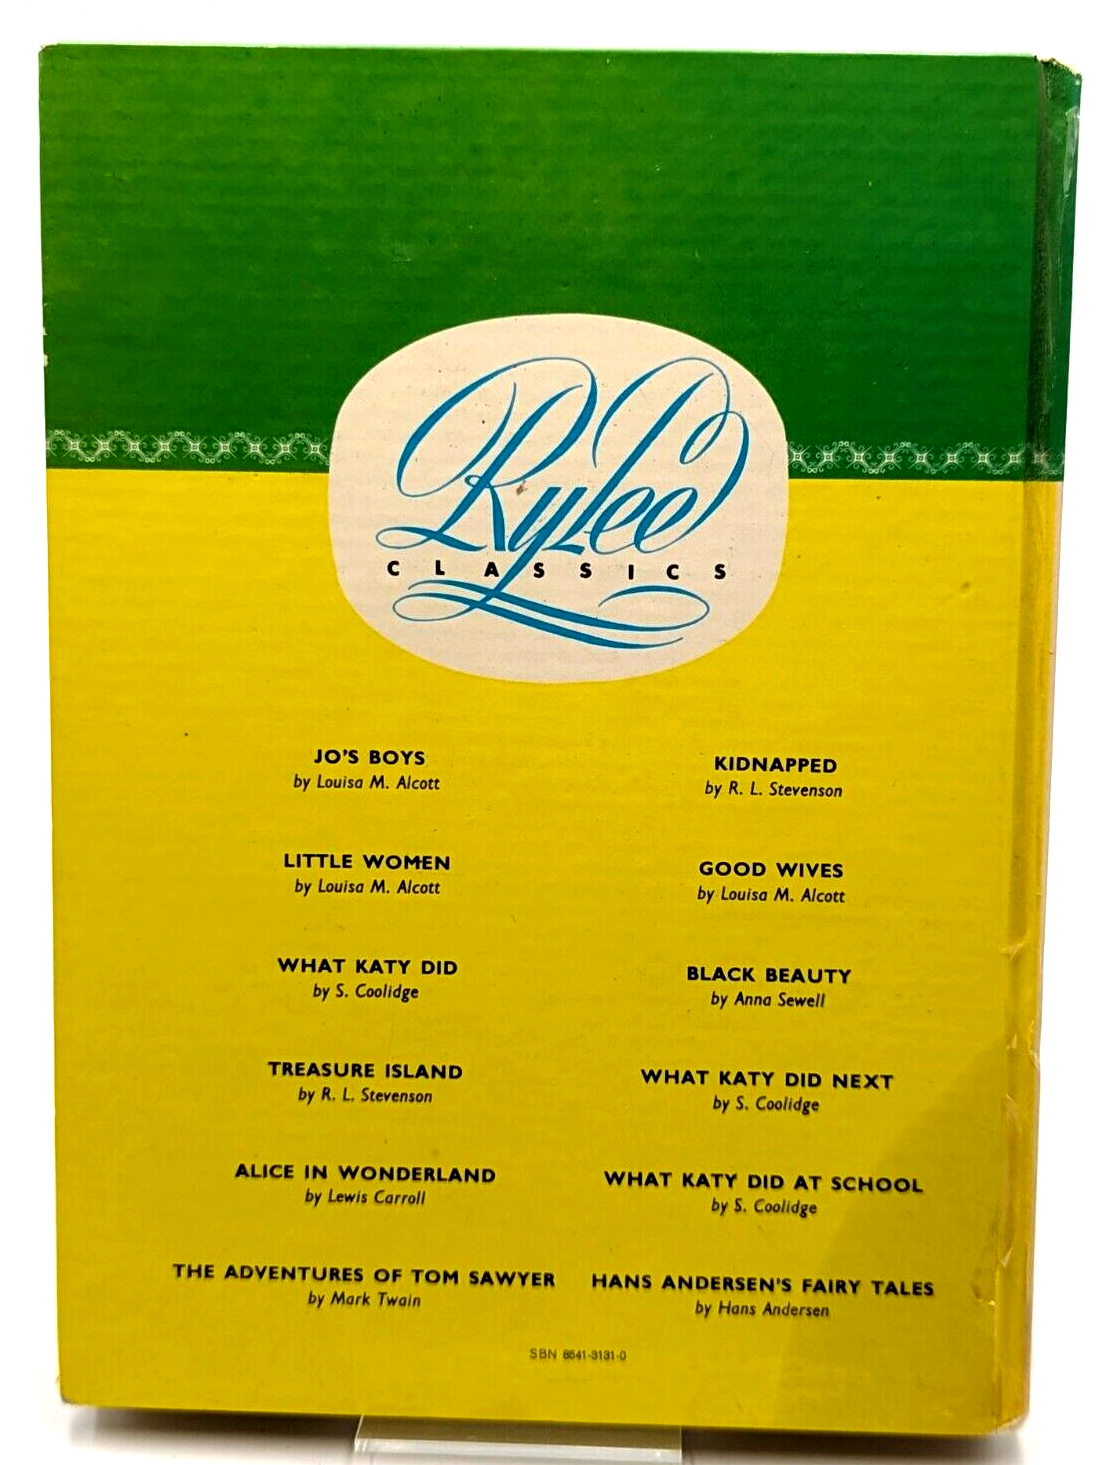 Rylee
CLASSICS
JO'S BOYS
by Louisa M. Alcott
LITTLE WOMEN
by Louisa M. Alcott
WHAT KATY DID
by S. Coolidge
TREASURE ISLAND
by R. L. Stevenson
ALICE IN WONDERLAND
by Lewis Carroll
THE ADVENTURES OF TOM SAWYER
by Mark Twain
KIDNAPPED
by R. L. Stevenson
GOOD WIVES
by Louisa M. Alcott
BLACK BEAUTY
by Anna Sewell
WHAT KATY DID NEXT
by S. Coolidge
WHAT KATY DID AT SCHOOL
by S. Coolidge
HANS ANDERSEN'S FAIRY TALES
by Hans Andersen
SBN 8541-3131-0